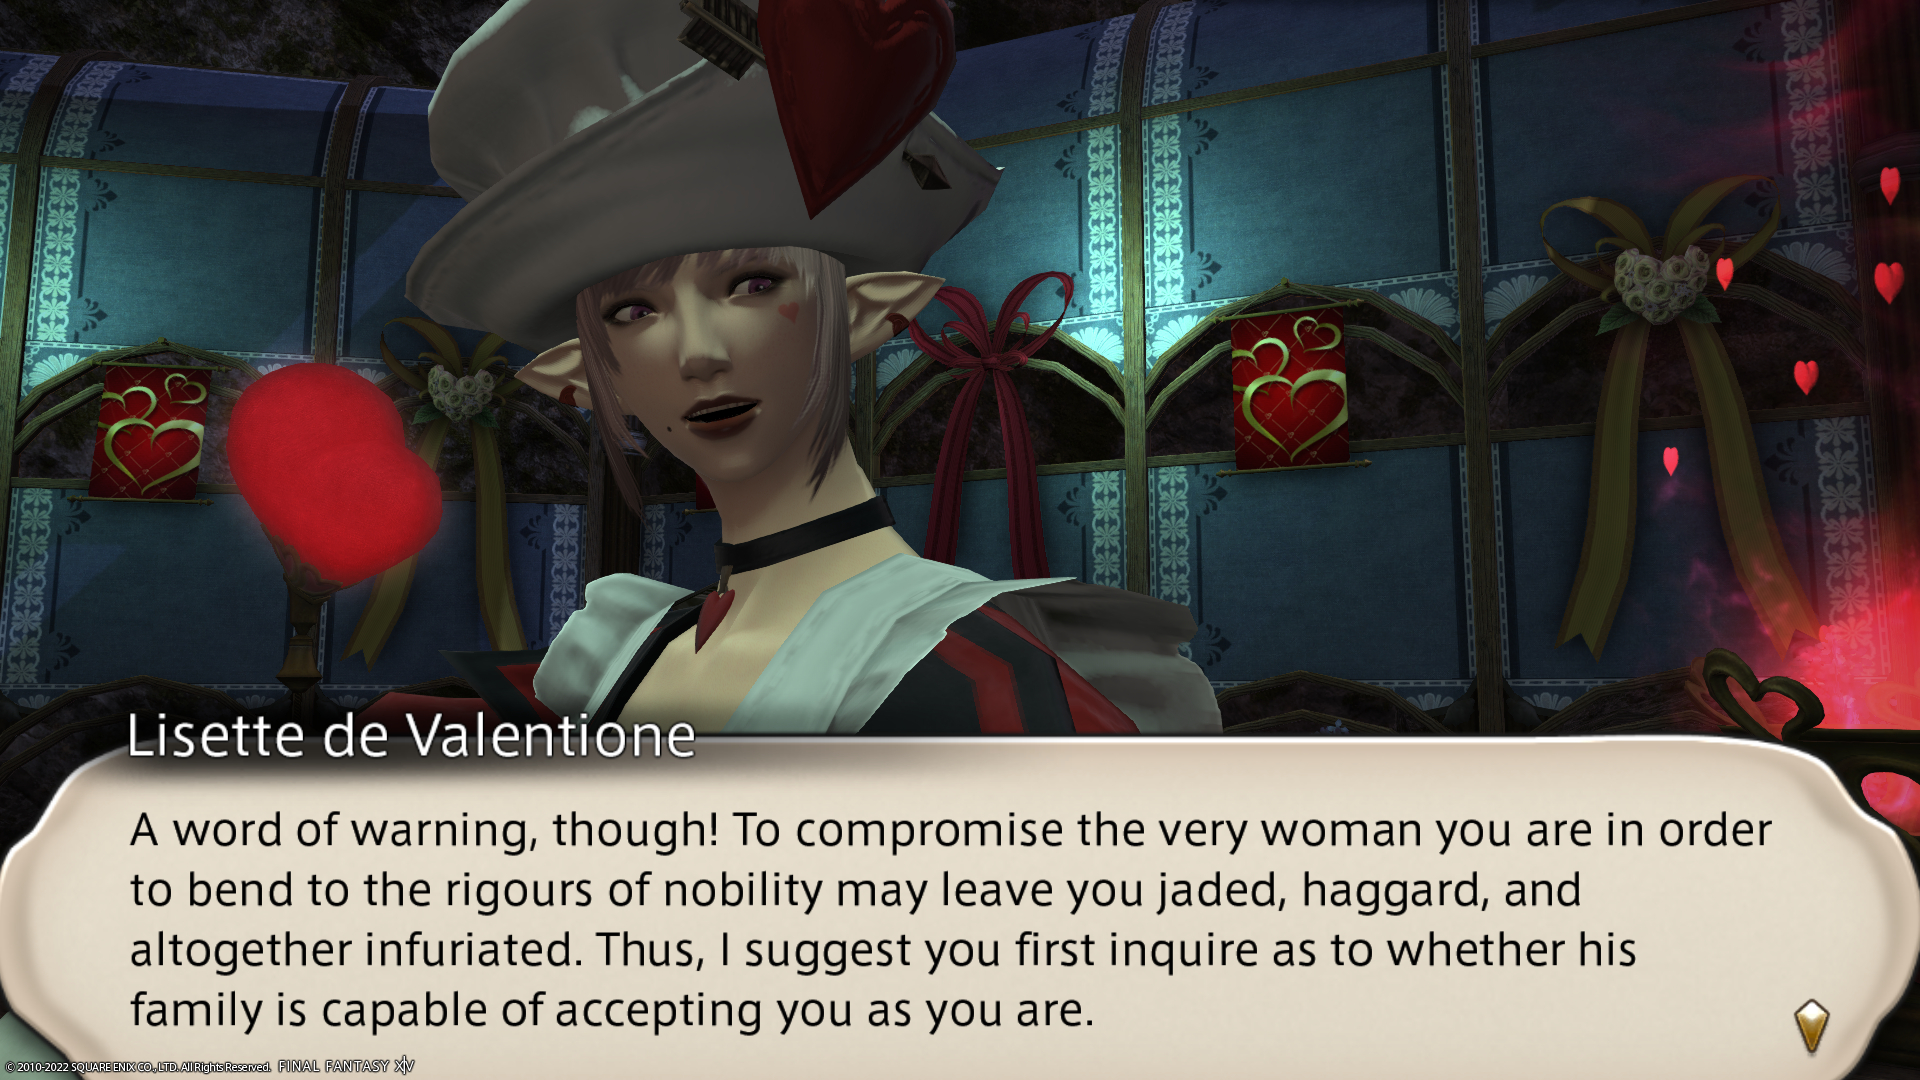 Lisette de Valentione
A word of warning, though! To compromise the very woman you are in order
to bend to the rigours of nobility may leave you jaded, haggard, and
altogether infuriated. Thus, I suggest you first inquire as to whether his
family is capable of accepting you as you are.
© 2010-2022 SQUARE ENIX CO., LTD. All Rights Reserved. FINAL FANTASY XIV